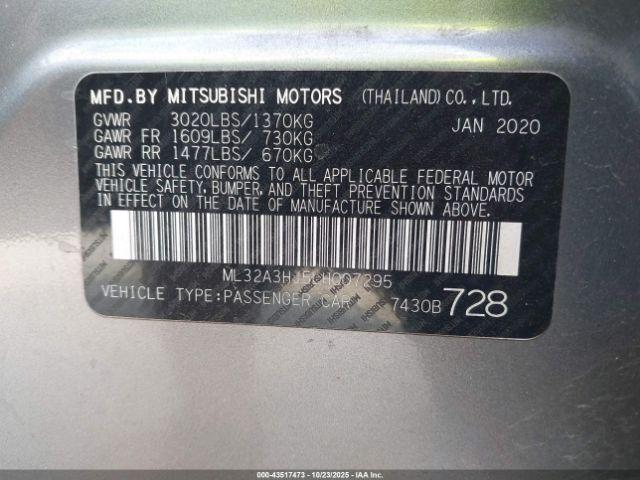 MFD.BY MITSUBISHI MOTORS (THAILAND)CO.,LTD.
GVWR 3020LBS/1370KG JAN 2020
GAWR FR 1609LBS/ 730KG
GAWR RR 1477LBS/ 670KG
THIS VEHICLE CONFORMS TO ALL APPLICABLE FEDERAL MOTOR
VEHICLE SAFETY, BUMPER, AND THEFT PREVENTION STANDARDS
IN EFFECT ON THE DATE OF MANUFACTURE SHOWN ABOVE.
ML32A3HJ5LH007295
VEHICLE TYPE:PASSENGER CAR 7430B 728
000-43517473 - 10/23/2025 - IAA Inc.